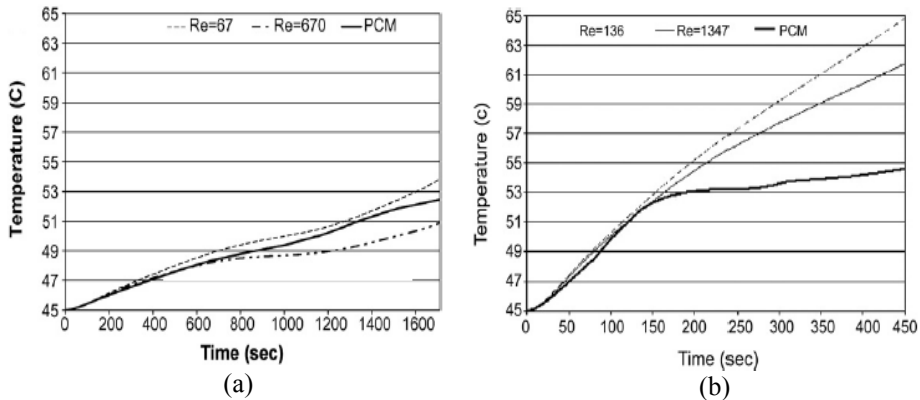 Re=67 Re=670 PCM
65
63
61
59
57
55
53
51
49
47
45
Temperature (C)
0 200 400 600 800 1000 1200 1400 1600
Time (sec)
(a)
Re=136 Re=1347 PCM
65
63
61
59
57
55
53
51
49
47
45
Temperature (c)
0 50 100 150 200 250 300 350 400 450
Time (sec)
(b)